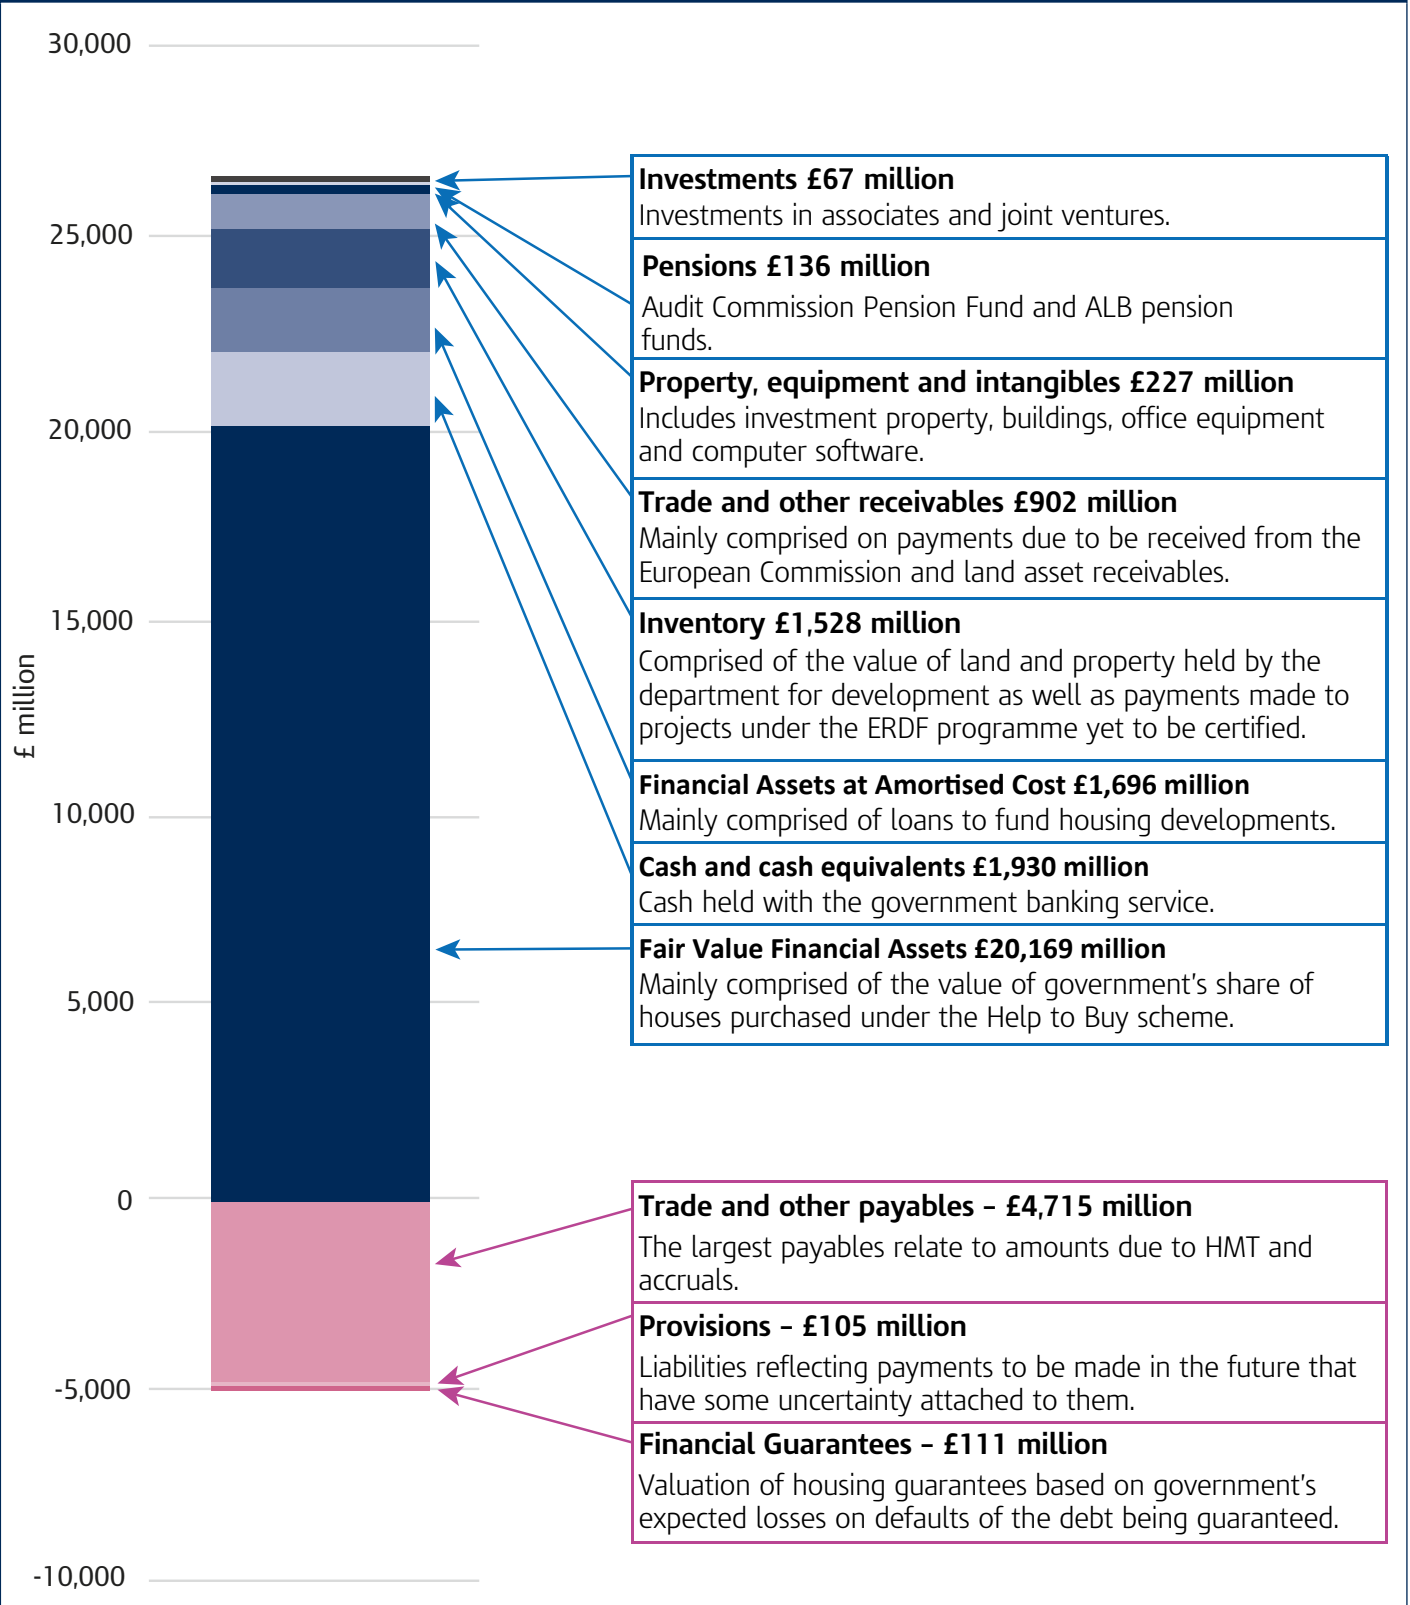 30,000
25,000
20,000
15,000
10,000
5,000
0
-5,000
-10,000
£ million
Investments £67 million
Investments in associates and joint ventures.
Pensions £136 million
Audit Commission Pension Fund and ALB pension
funds.
Property, equipment and intangibles £227 million
Includes investment property, buildings, office equipment
and computer software.
Trade and other receivables £902 million
Mainly comprised on payments due to be received from the
European Commission and land asset receivables.
Inventory £1,528 million
Comprised of the value of land and property held by the
department for development as well as payments made to
projects under the ERDF programme yet to be certified.
Financial Assets at Amortised Cost £1,696 million
Mainly comprised of loans to fund housing developments.
Cash and cash equivalents £1,930 million
Cash held with the government banking service.
Fair Value Financial Assets £20,169 million
Mainly comprised of the value of government's share of
houses purchased under the Help to Buy scheme.
Trade and other payables – £4,715 million
The largest payables relate to amounts due to HMT and
accruals.
Provisions – £105 million
Liabilities reflecting payments to be made in the future that
have some uncertainty attached to them.
Financial Guarantees – £111 million
Valuation of housing guarantees based on government's
expected losses on defaults of the debt being guaranteed.